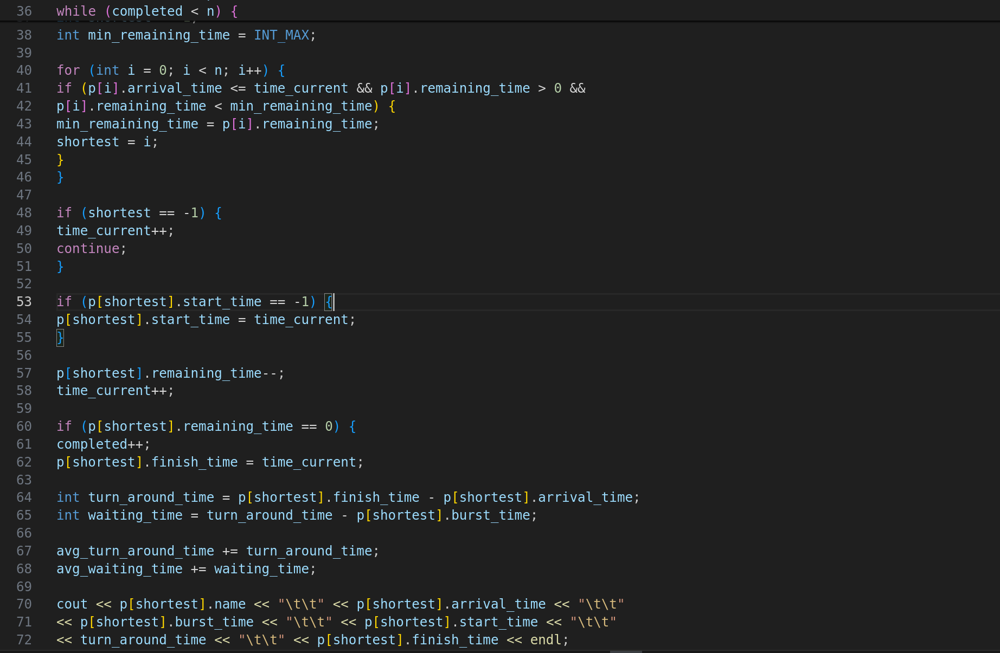 36 while (completed < n) {
38 int min_remaining_time = INT_MAX;
39
40 for (int i = 0; i < n; i++) {
41 if (p[i].arrival_time <= time_current && p[i].remaining_time > 0 &&
42 p[i].remaining_time < min_remaining_time) {
43 min_remaining_time = p[i].remaining_time;
44 shortest = i;
45 }
46 }
47
48 if (shortest == -1) {
49 time_current++;
50 continue;
51 }
52
53 if (p[shortest].start_time == -1) {
54 p[shortest].start_time = time_current;
55 }
56
57 p[shortest].remaining_time--;
58 time_current++;
59
60 if (p[shortest].remaining_time == 0) {
61 completed++;
62 p[shortest].finish_time = time_current;
63
64 int turn_around_time = p[shortest].finish_time - p[shortest].arrival_time;
65 int waiting_time = turn_around_time - p[shortest].burst_time;
66
67 avg_turn_around_time += turn_around_time;
68 avg_waiting_time += waiting_time;
69
70 cout << p[shortest].name << "\t\t" << p[shortest].arrival_time << "\t\t"
71 << p[shortest].burst_time << "\t\t" << p[shortest].start_time << "\t\t"
72 << turn_around_time << "\t\t" << p[shortest].finish_time << endl;